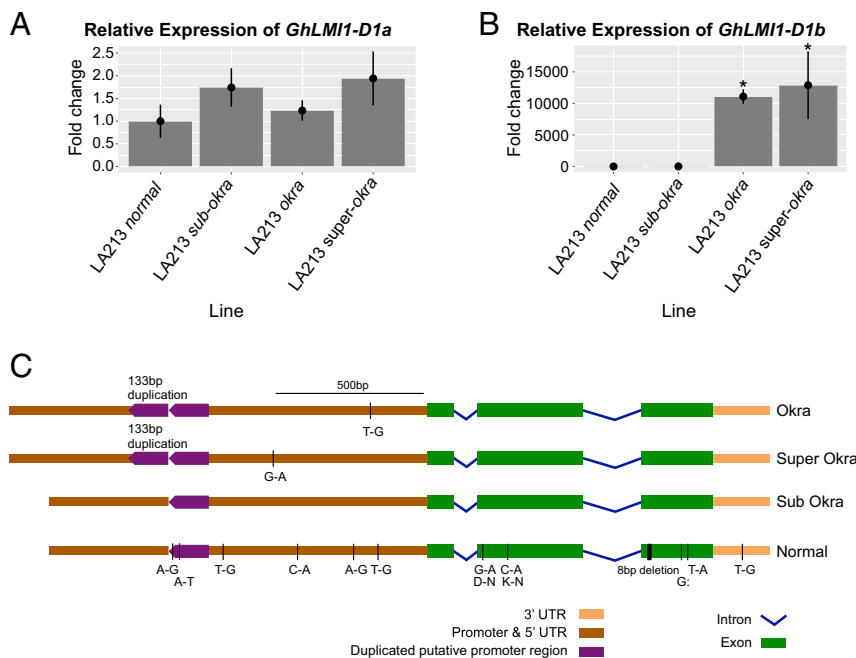 A
Relative Expression of GhLMI1-D1a
Fold change
2.5
2.0
1.5
1.0
0.5
0.0
LA213 normal
LA213 sub-okra
LA213 okra
LA213 super-okra
Line
B
Relative Expression of GhLMI1-D1b
Fold change
15000
10000
5000
0
*
*
LA213 normal
LA213 sub-okra
LA213 okra
LA213 super-okra
Line
C
133bp
duplication
500bp
T-G
Okra
133bp
duplication
G-A
Super Okra
Sub Okra
Normal
A-G
A-T
T-G
C-A
A-G
T-G
G-A
D-N
C-A
K-N
8bp deletion
G:
T-A
T-G
3' UTR
Promoter & 5' UTR
Duplicated putative promoter region
Intron
Exon